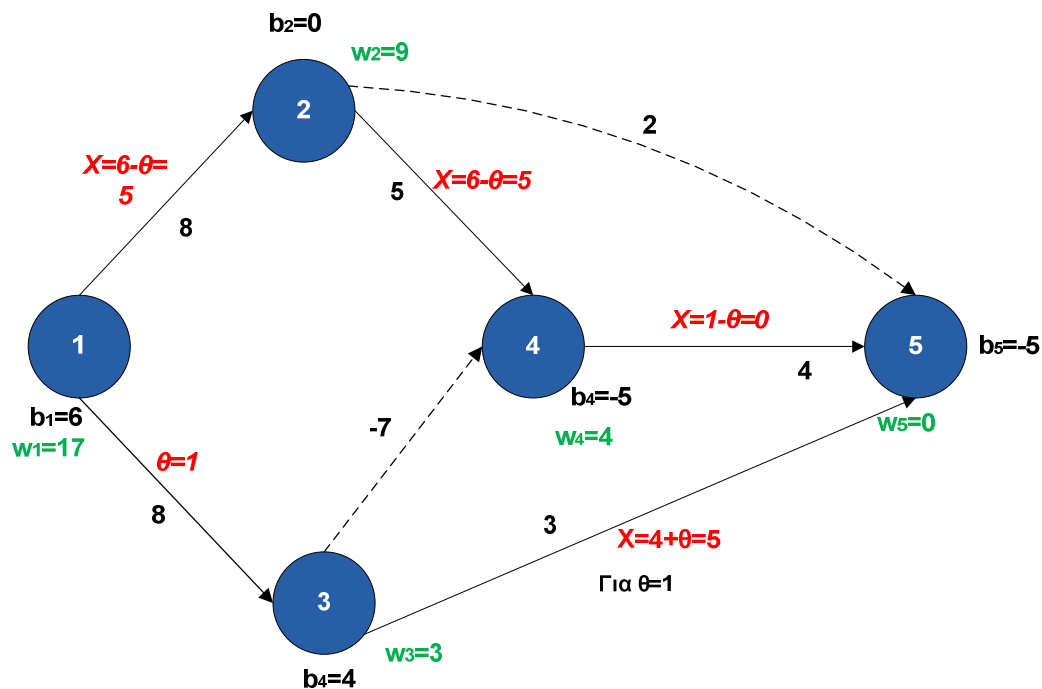 b2=0
w2=9
2
2
X=6-θ=
5
X=6-θ=5
5
8
X=1-θ=0
1
4
5
b5=-5
4
b4=-5
b1=6
w1=17
-7
w4=4
w5=0
θ=1
8
3
X=4+θ=5
Για θ=1
3
w3=3
b4=4